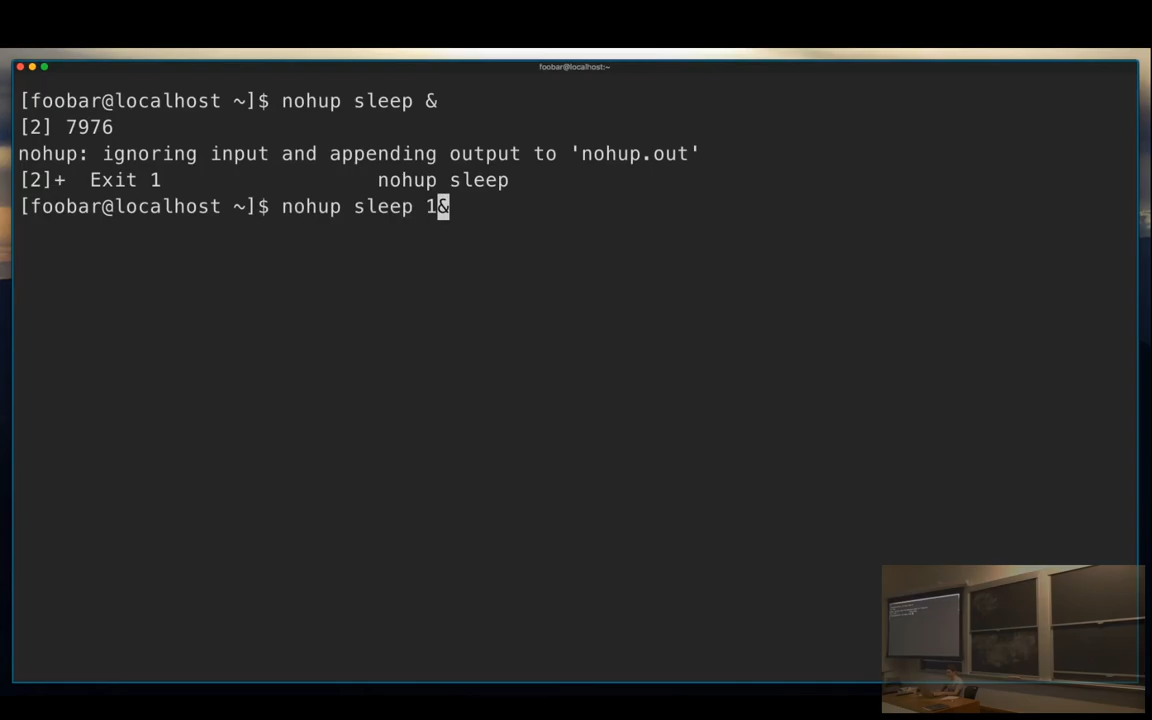 foobar@localhost:~
[foobar@localhost ~]$ nohup sleep &
[2] 7976
nohup: ignoring input and appending output to 'nohup.out'
[2]+  Exit 1                  nohup sleep
[foobar@localhost ~]$ nohup sleep 1&